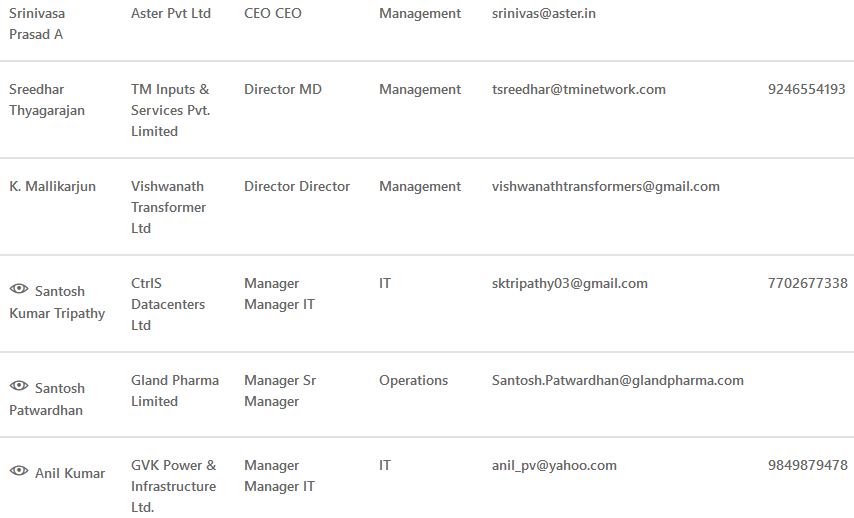 Srinivasa Aster Pvt Ltd CEO CEO Management srinivas@aster.in
Prasad A
Sreedhar TM Inputs & Director MD Management tsreedhar@tminetwork.com 9246554193
Thyagarajan Services Pvt.
Limited
K. Mallikarjun Vishwanath Director Director Management vishwanathtransformers@gmail.com
Transformer
Ltd
Santosh CtrlS Manager IT sktripathy03@gmail.com 7702677338
Kumar Tripathy Datacenters Manager IT
Ltd
Santosh Gland Pharma Manager Sr Operations Santosh.Patwardhan@glandpharma.com
Patwardhan Limited Manager
Anil Kumar GVK Power & Manager IT anil_pv@yahoo.com 9849879478
Infrastructure Manager IT
Ltd.